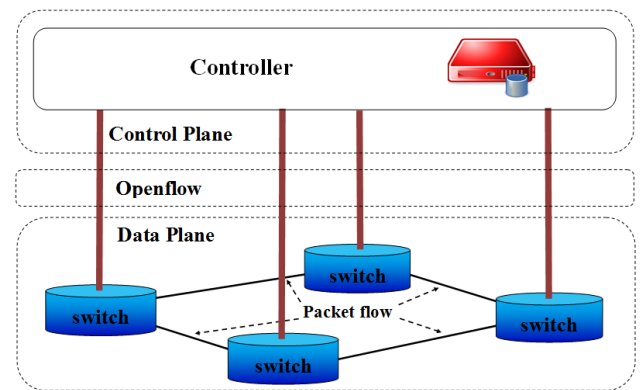 Controller
Control Plane
Openflow
Data Plane
switch
switch
Packet flow
switch
switch